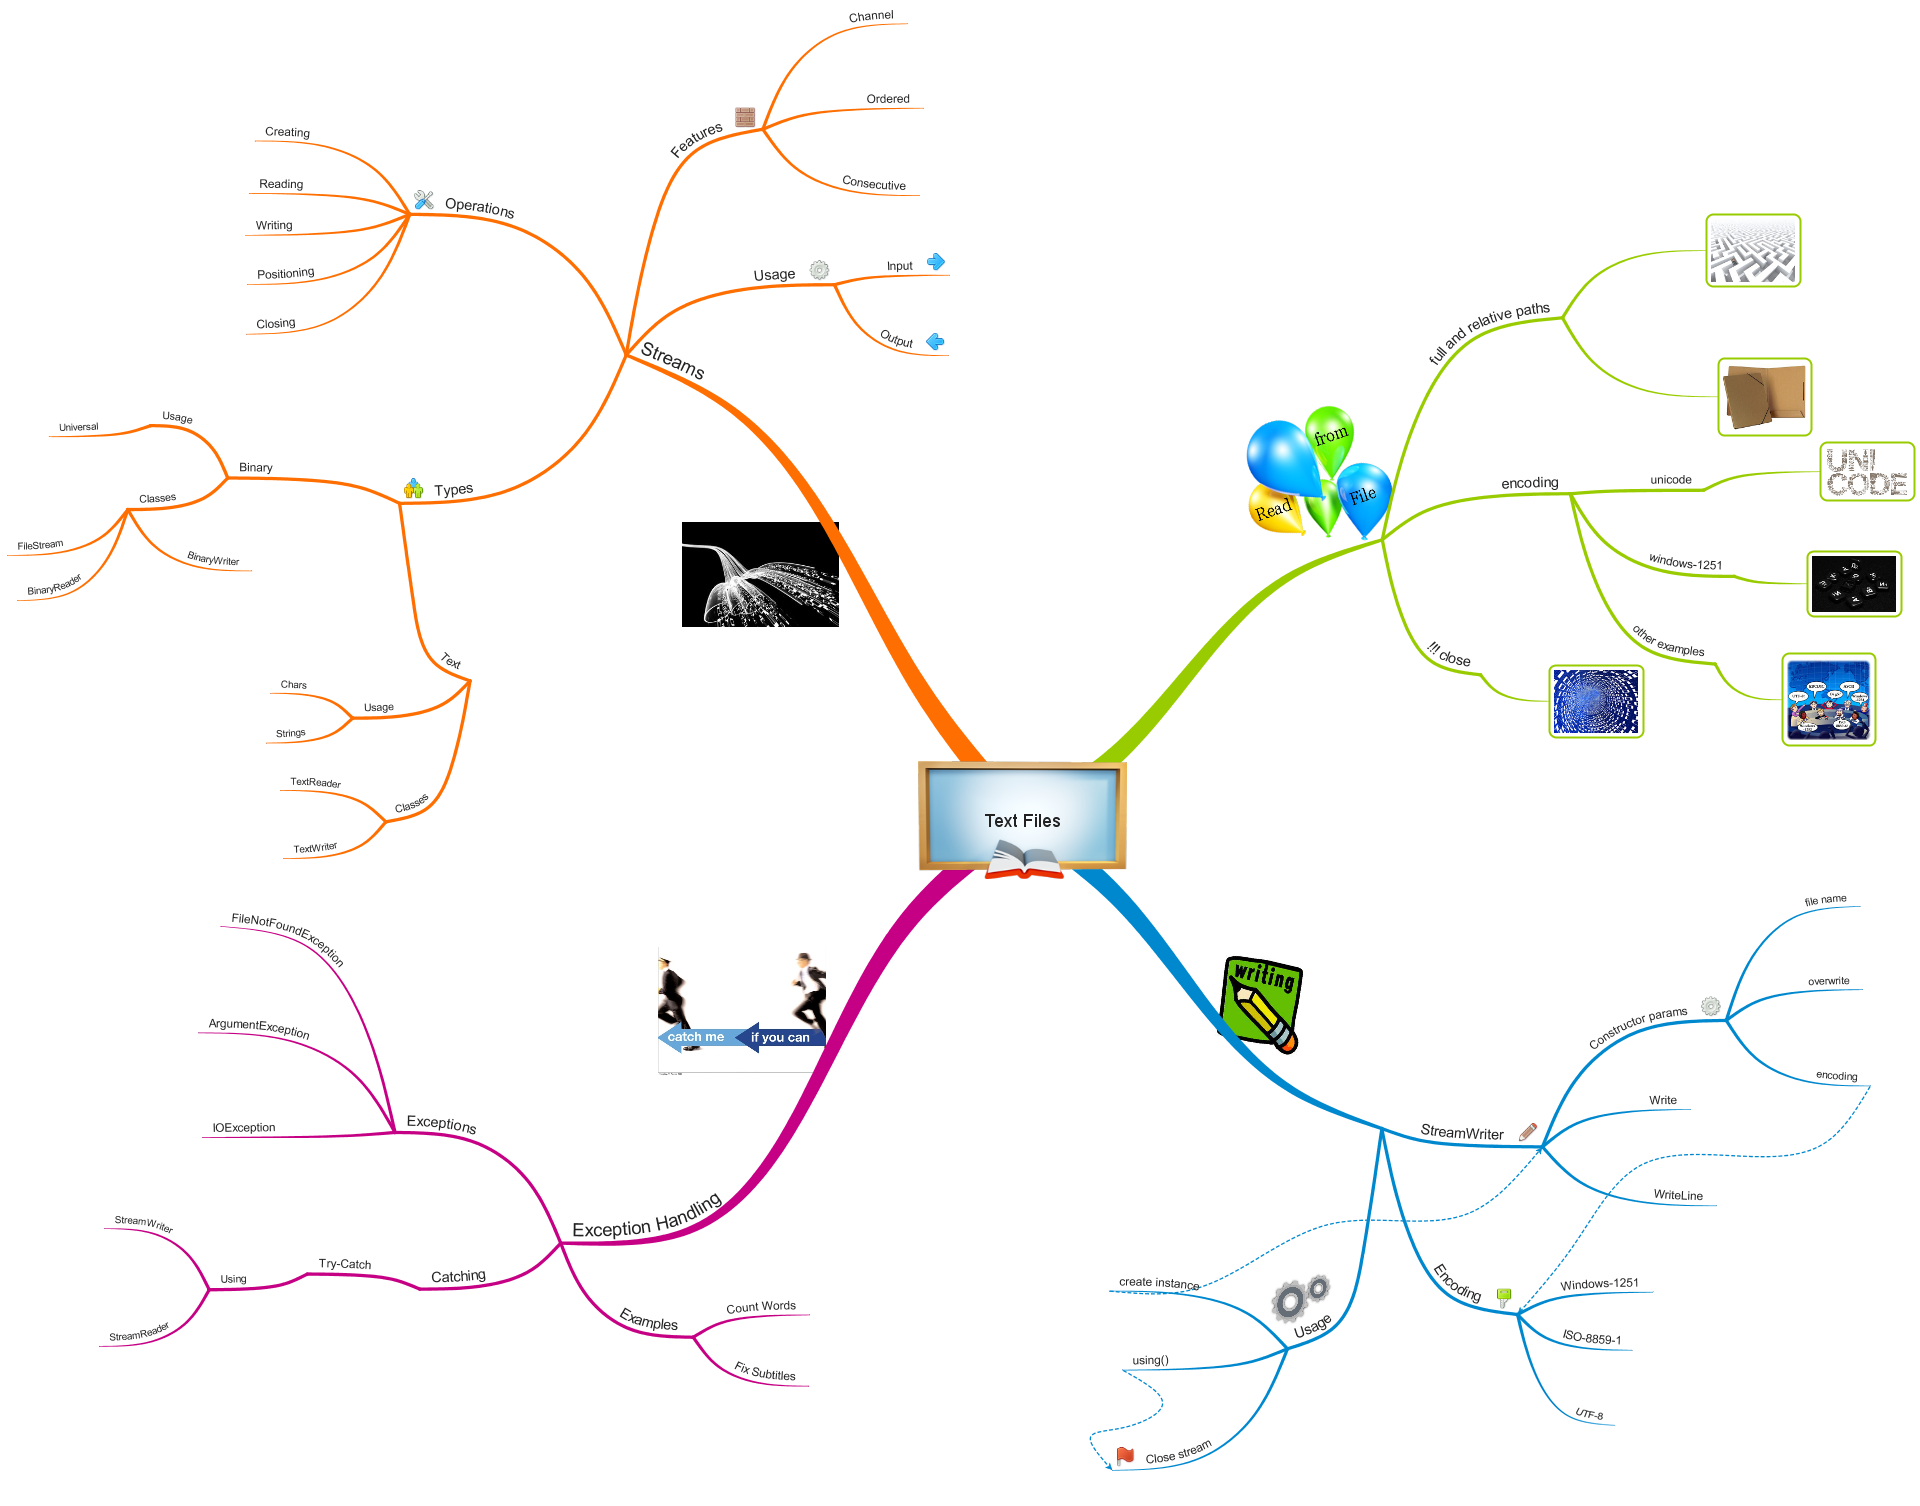 Text Files
Streams
Features
Channel
Ordered
Consecutive
Usage
Input
Output
Operations
Creating
Reading
Writing
Positioning
Closing
Types
Binary
Usage
Universal
Classes
FileStream
BinaryReader
BinaryWriter
Text
Usage
Chars
Strings
Classes
TextReader
TextWriter
Read
from
File
full and relative paths
encoding
unicode
UNI
CODE
windows-1251
other examples
!!! close
Exception Handling
catch me
if you can
Exceptions
FileNotFoundException
ArgumentException
IOException
Catching
Try-Catch
Using
StreamWriter
StreamReader
Examples
Count Words
Fix Subtitles
writing
StreamWriter
Constructor params
file name
overwrite
encoding
Write
WriteLine
Encoding
Windows-1251
ISO-8859-1
UTF-8
Usage
create instance
using()
Close stream